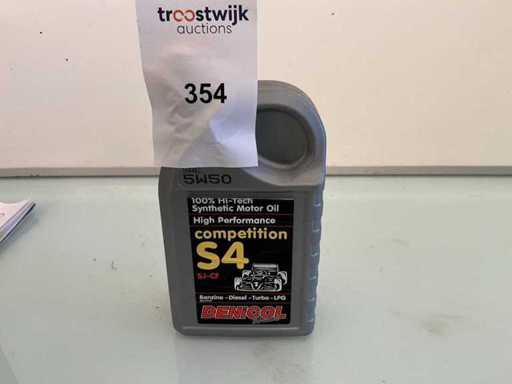 troostwijk
auctions
354
5W50
100% Hi-Tech
Synthetic Motor Oil
High Performance
competition
S4
SJ-CF
Benzine - Diesel - Turbo - LPG
DENICOL